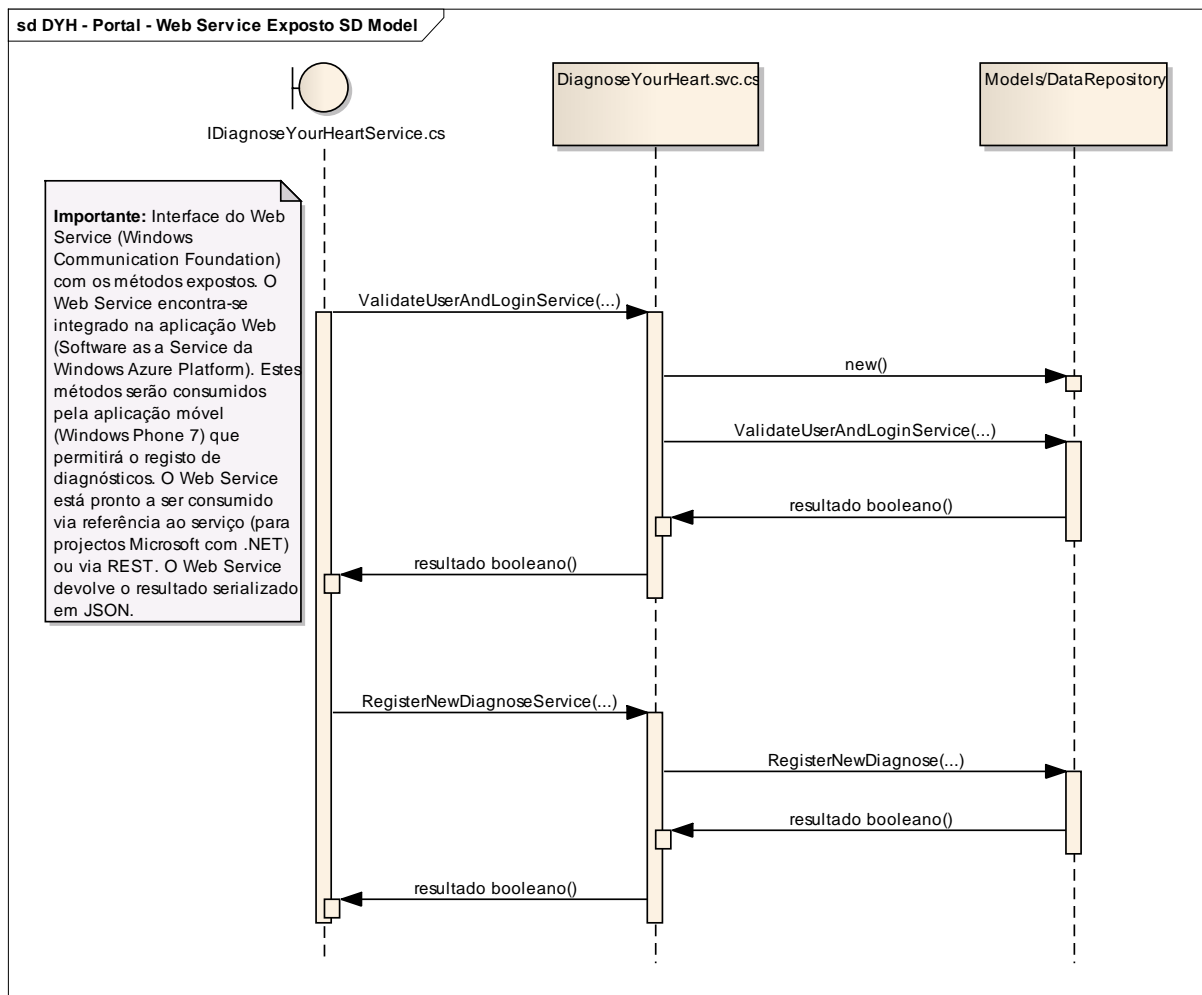 sd DYH - Portal - Web Service Exposto SD Model
IDiagnoseYourHeartService.cs
DiagnoseYourHeart.svc.cs
Models/DataRepository
Importante: Interface do Web
Service (Windows
Communication Foundation)
com os métodos expostos. O
Web Service encontra-se
integrado na aplicação Web
(Software as a Service da
Windows Azure Platform). Estes
métodos serão consumidos
pela aplicação móvel
(Windows Phone 7) que
permitirá o registo de
diagnósticos. O Web Service
está pronto a ser consumido
via referência ao serviço (para
projectos Microsoft com .NET)
ou via REST. O Web Service
devolve o resultado serializado
em JSON.
ValidateUserAndLoginService(...)
new()
ValidateUserAndLoginService(...)
resultado booleano()
resultado booleano()
RegisterNewDiagnoseService(...)
RegisterNewDiagnose(...)
resultado booleano()
resultado booleano()